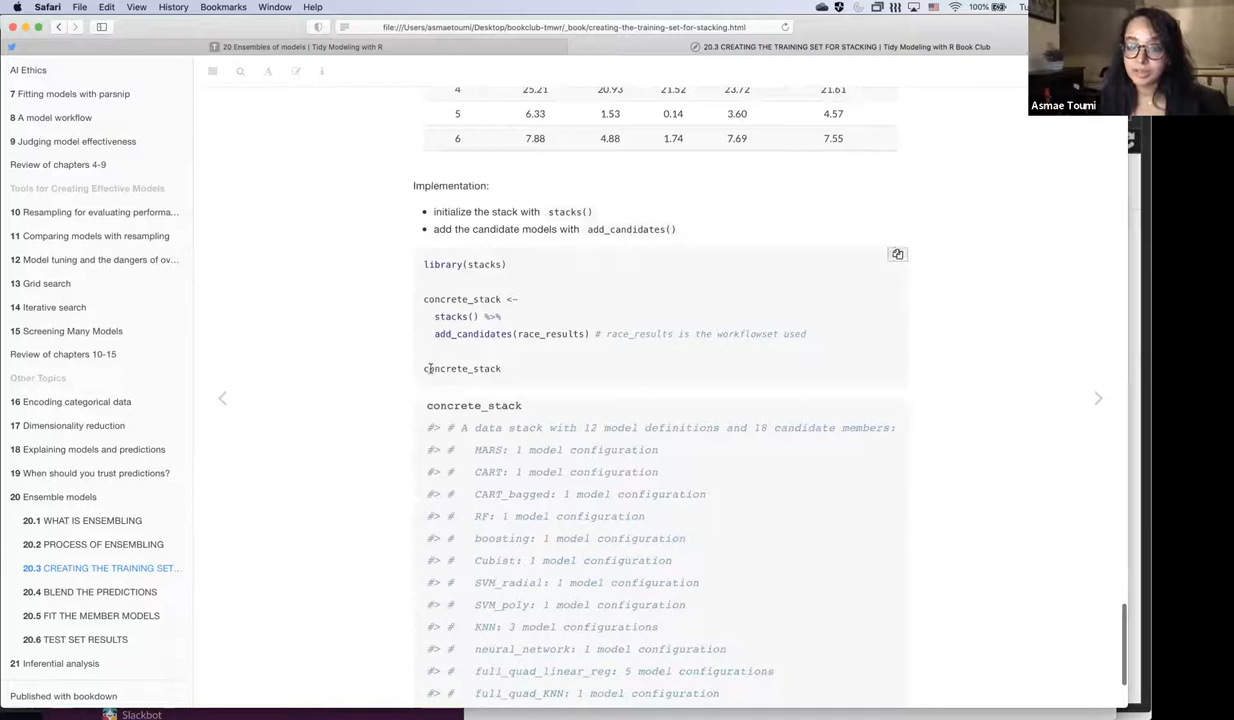 Safari File Edit View History Bookmarks Window Help 100% Tu
file:///Users/asmaetoumi/Desktop/bookclub-tmwr/_book/creating-the-training-set-for-stacking.html
20 Ensembles of models | Tidy Modeling with R
20.3 CREATING THE TRAINING SET FOR STACKING | Tidy Modeling with R Book Club
Asmae Toumi
AI Ethics
7 Fitting models with parsnip
8 A model workflow
9 Judging model effectiveness
Review of chapters 4-9
Tools for Creating Effective Models
10 Resampling for evaluating performa...
11 Comparing models with resampling
12 Model tuning and the dangers of ov...
13 Grid search
14 Iterative search
15 Screening Many Models
Review of chapters 10-15
Other Topics
16 Encoding categorical data
17 Dimensionality reduction
18 Explaining models and predictions
19 When should you trust predictions?
20 Ensemble models
20.1 WHAT IS ENSEMBLING
20.2 PROCESS OF ENSEMBLING
20.3 CREATING THE TRAINING SET...
20.4 BLEND THE PREDICTIONS
20.5 FIT THE MEMBER MODELS
20.6 TEST SET RESULTS
21 Inferential analysis
Published with bookdown
4 25.21 20.93 21.52 23.72 21.61
5 6.33 1.53 0.14 3.60 4.57
6 7.88 4.88 1.74 7.69 7.55
Implementation:
• initialize the stack with stacks()
• add the candidate models with add_candidates()
library(stacks)
concrete_stack <-
stacks() %>%
add_candidates(race_results) # race_results is the workflowset used
concrete_stack
concrete_stack
#> # A data stack with 12 model definitions and 18 candidate members:
#> # MARS: 1 model configuration
#> # CART: 1 model configuration
#> # CART_bagged: 1 model configuration
#> # RF: 1 model configuration
#> # boosting: 1 model configuration
#> # Cubist: 1 model configuration
#> # SVM_radial: 1 model configuration
#> # SVM_poly: 1 model configuration
#> # KNN: 3 model configurations
#> # neural_network: 1 model configuration
#> # full_quad_linear_reg: 5 model configurations
#> # full_quad_KNN: 1 model configuration
Slackbot